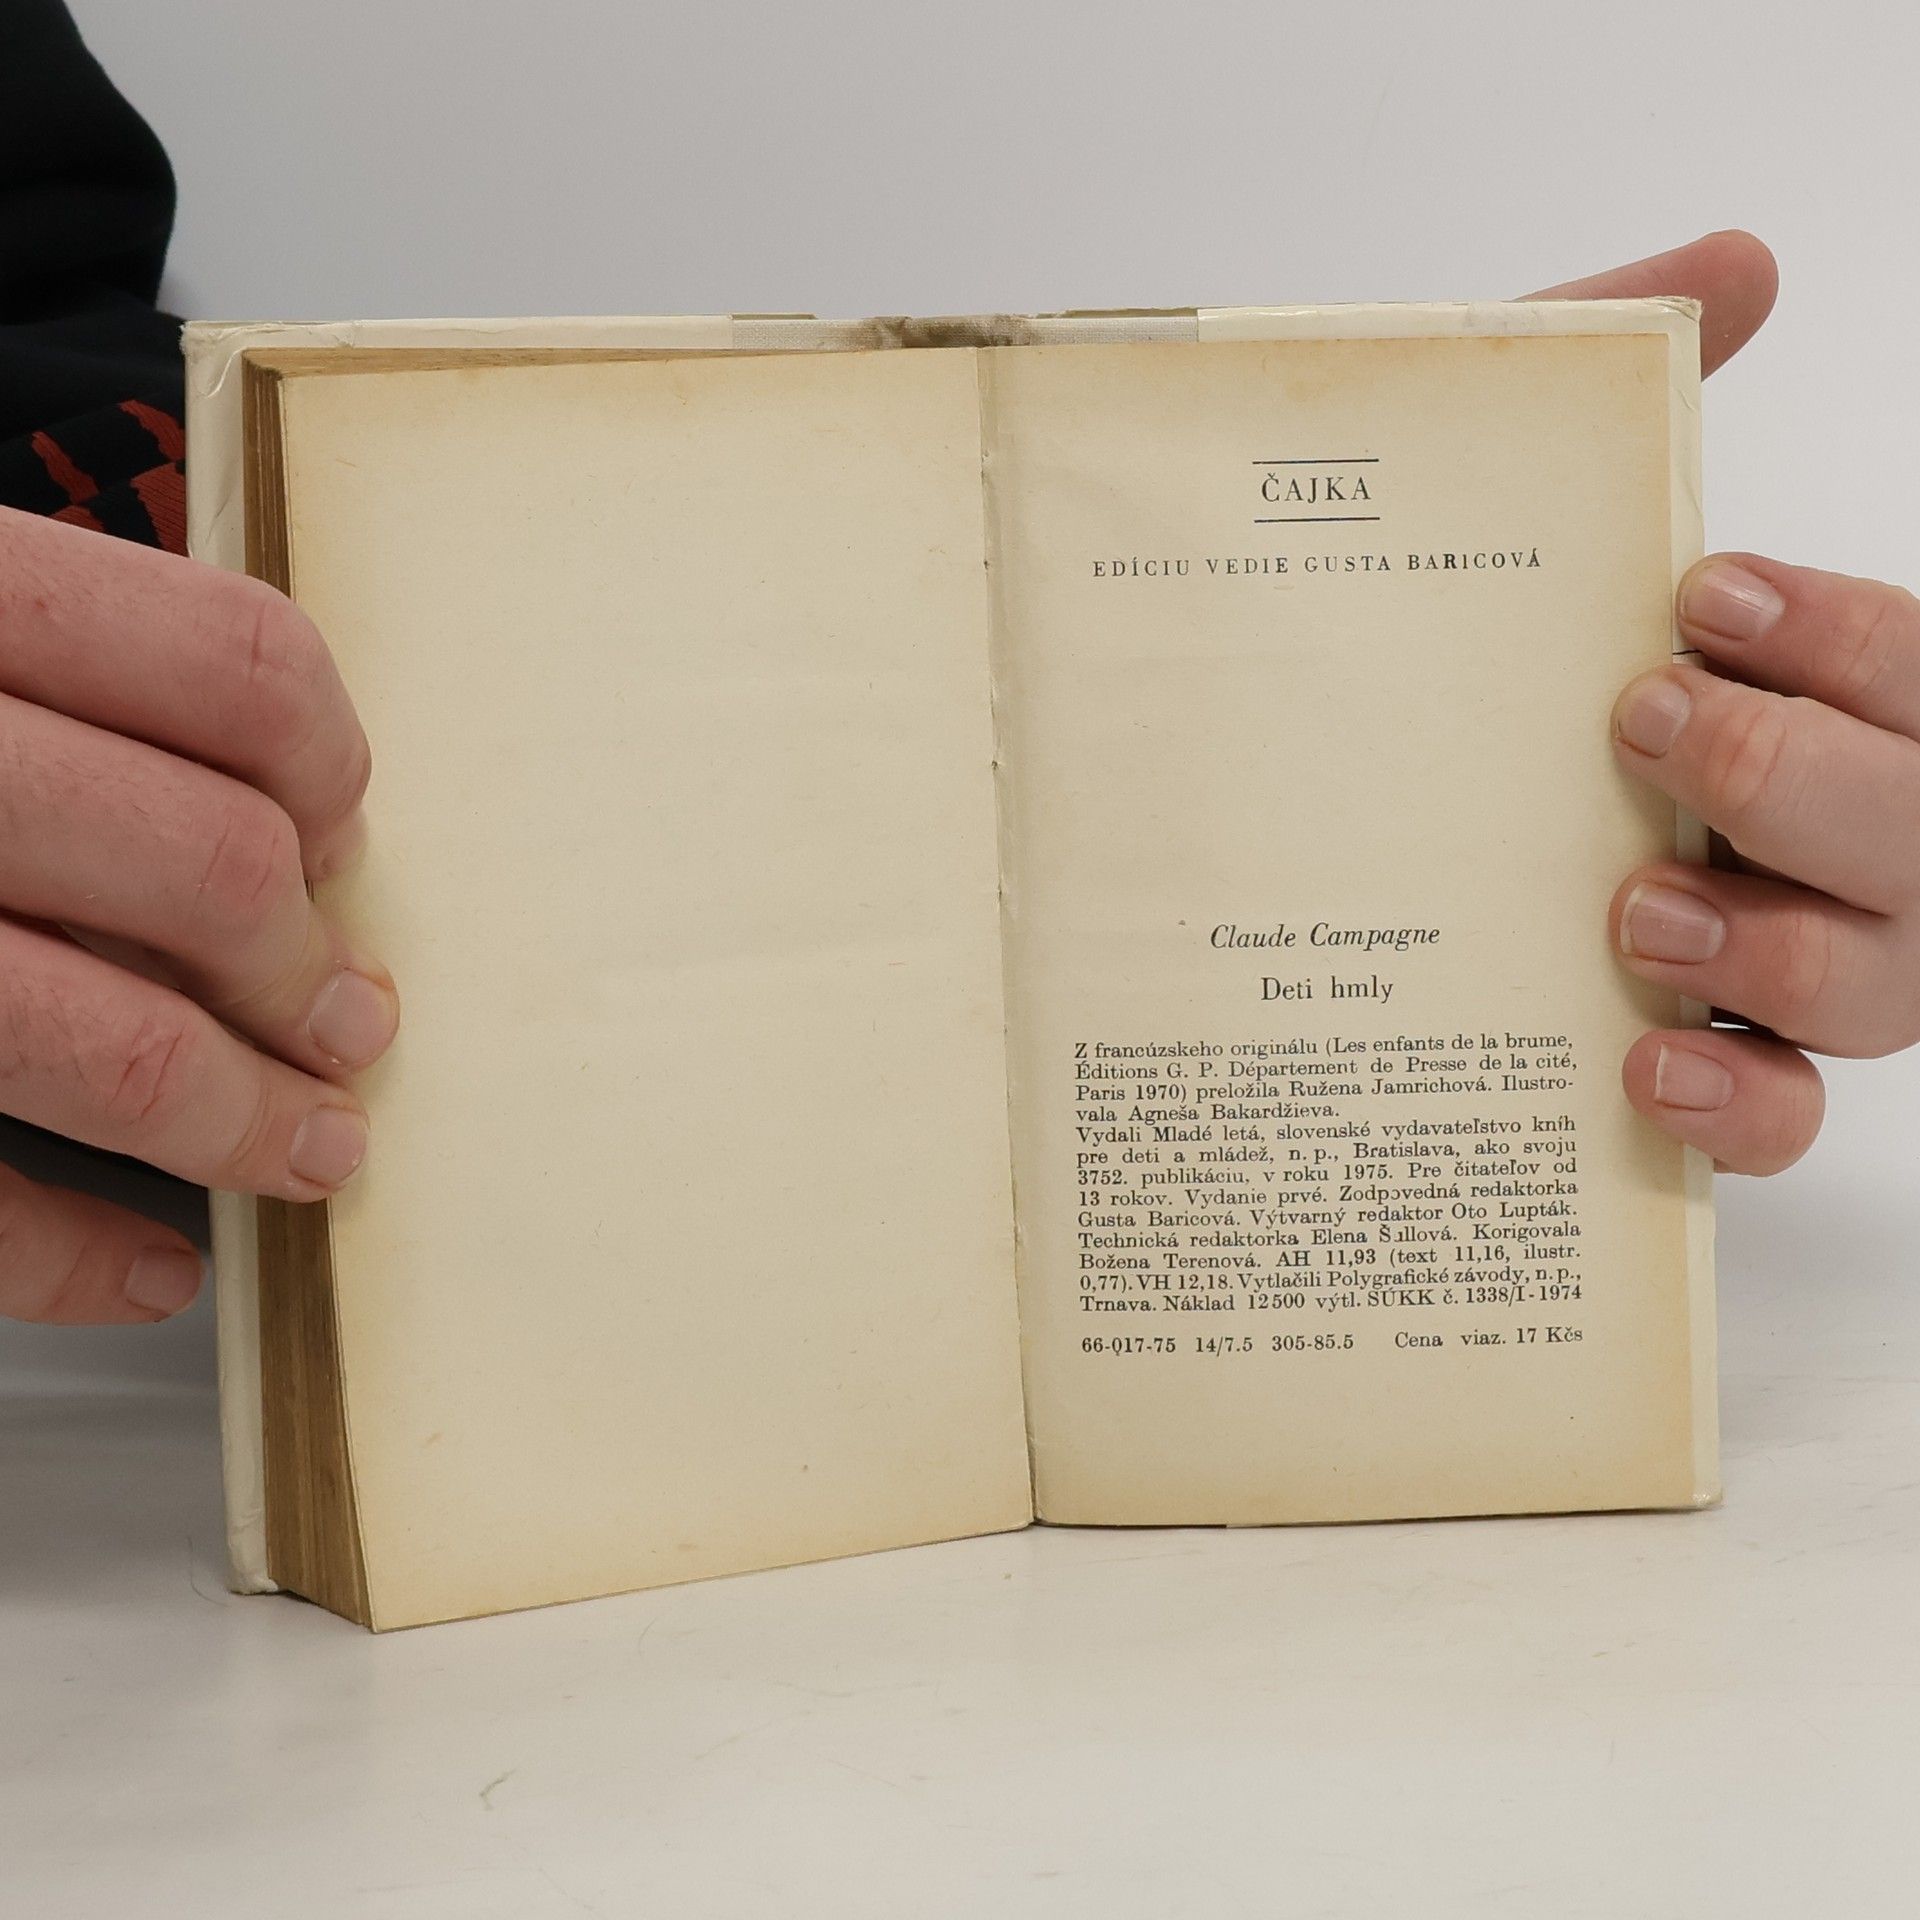 ČAJKA
EDÍCIU VEDIE GUSTA BARICOVÁ
Claude Campagne
Deti hmly
Z francúzskeho originálu (Les enfants de la brume,
Éditions G. P. Département de Presse de la cité,
Paris 1970) preložila Ružena Jamrichová. Ilustro-
vala Agneša Bakardžieva.
Vydali Mladé letá, slovenské vydavateľstvo kníh
pre deti a mládež, n. p., Bratislava, ako svoju
3752. publikáciu, v roku 1975. Pre čitateľov od
13 rokov. Vydanie prvé. Zodpovedná redaktorka
Gusta Baricová. Výtvarný redaktor Oto Lupták.
Technická redaktorka Elena Korigovala
Božena Terenová. AH 11,93 (text 11,16, ilustr.
0,77). VH 12,18. Vytlačili Polygrafické závody, n. p.,
Trnava. Náklad 12500 výtl. SÚKK č. 1338/I-1974
66-017-75 14/7.5 305-85.5 Cena viaz. 17 Kčs